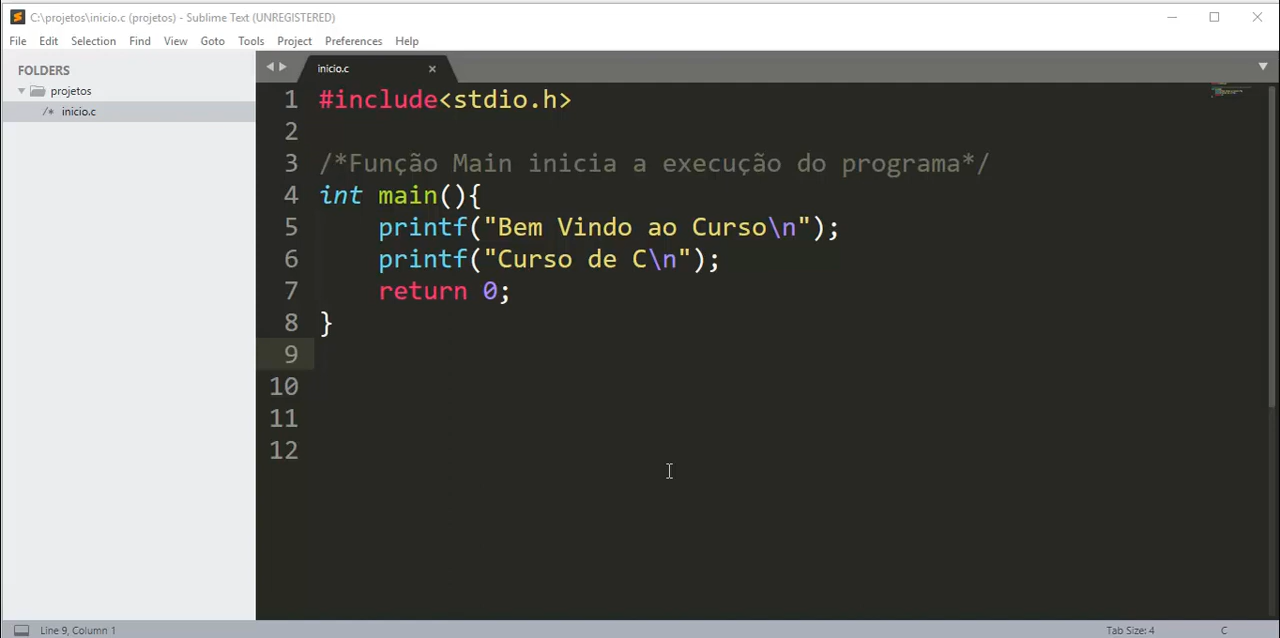 C:\projetos\inicio.c (projetos) - Sublime Text (UNREGISTERED)
File Edit Selection Find View Goto Tools Project Preferences Help
FOLDERS
projetos
/* inicio.c
inicio.c
1 #include<stdio.h>
2
3 /*Função Main inicia a execução do programa*/
4 int main(){
5 printf("Bem Vindo ao Curso\n");
6 printf("Curso de C\n");
7 return 0;
8 }
9
10
11
12
Line 9, Column 1 Tab Size: 4 C